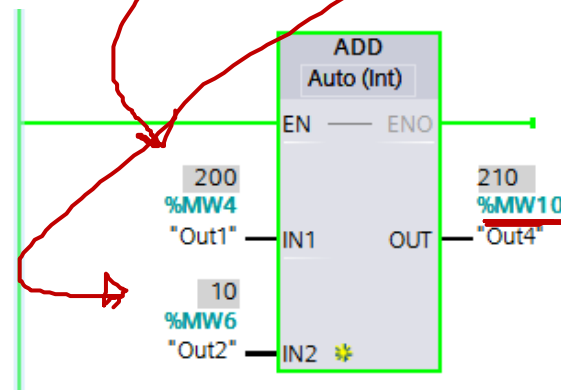 ADD
Auto (Int)
EN ENO
200
%MW4
"Out1" IN1
210
%MW10
OUT "Out4"
10
%MW6
"Out2" IN2